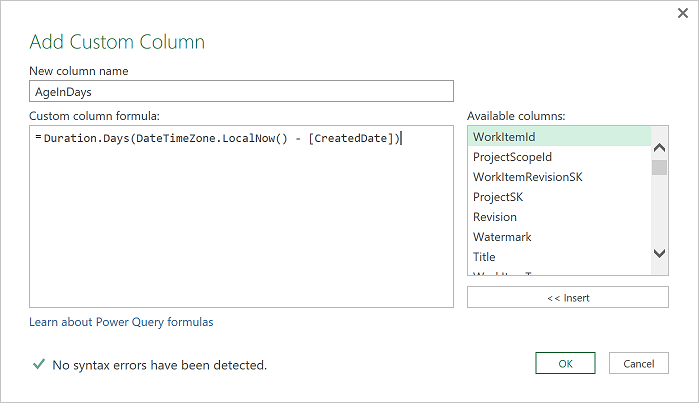 Add Custom Column
New column name
AgeInDays
Custom column formula:
=Duration.Days(DateTimeZone.LocalNow() - [CreatedDate])
Available columns:
WorkItemId
ProjectScopeId
WorkItemRevisionSK
ProjectSK
Revision
Watermark
Title
<< Insert
Learn about Power Query formulas
No syntax errors have been detected.
OK
Cancel